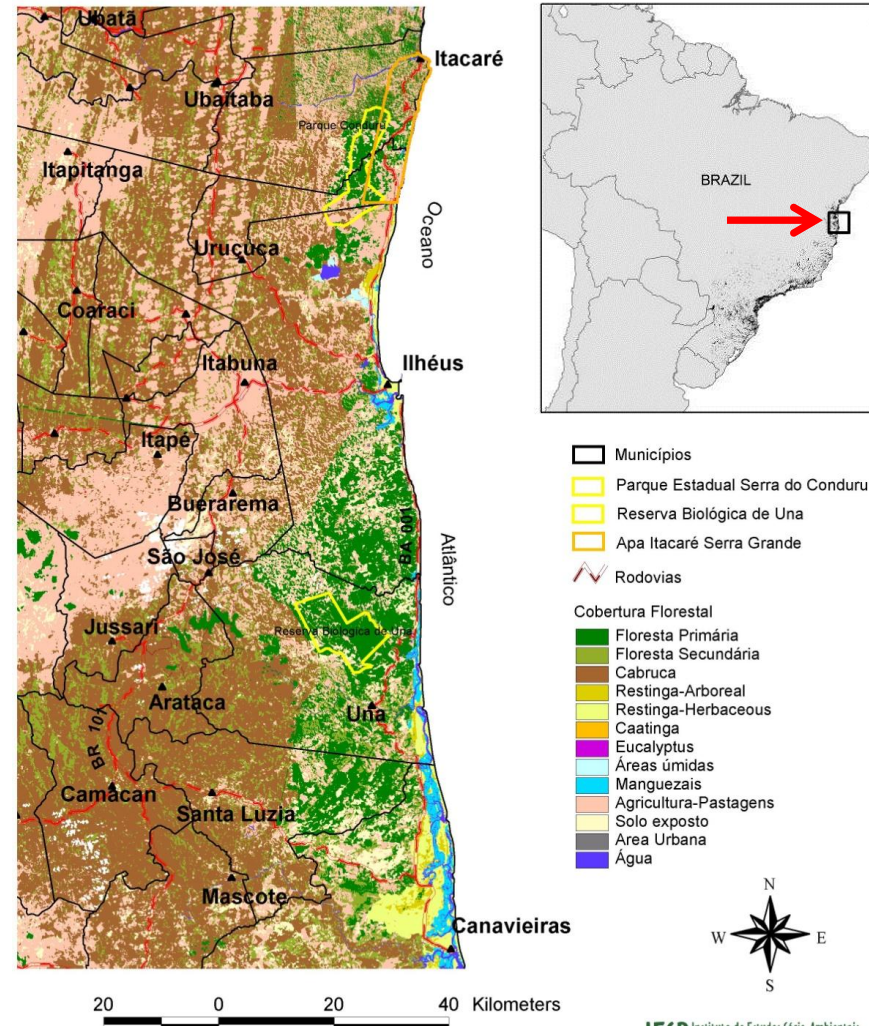 Ubatã
Itacaré
Ubaitaba
Parque Conduru
Itapitanga
Oceano
Uruçuca
Coaraci
Itabuna
Ilhéus
Itapé
Buerarema
BA 001
Atlântico
São José
Jussari
Reserva Biologica de Una
Arataca
Una
BR 101
Camacan
Santa Luzia
Mascote
Canavieiras
20 0 20 40 Kilometers
BRAZIL
Municípios
Parque Estadual Serra do Conduru
Reserva Biológica de Una
Apa Itacaré Serra Grande
Rodovias
Cobertura Florestal
Floresta Primária
Floresta Secundária
Cabruca
Restinga-Arboreal
Restinga-Herbaceous
Caatinga
Eucalyptus
Áreas úmidas
Manguezais
Agricultura-Pastagens
Solo exposto
Area Urbana
Água
N
W E
S